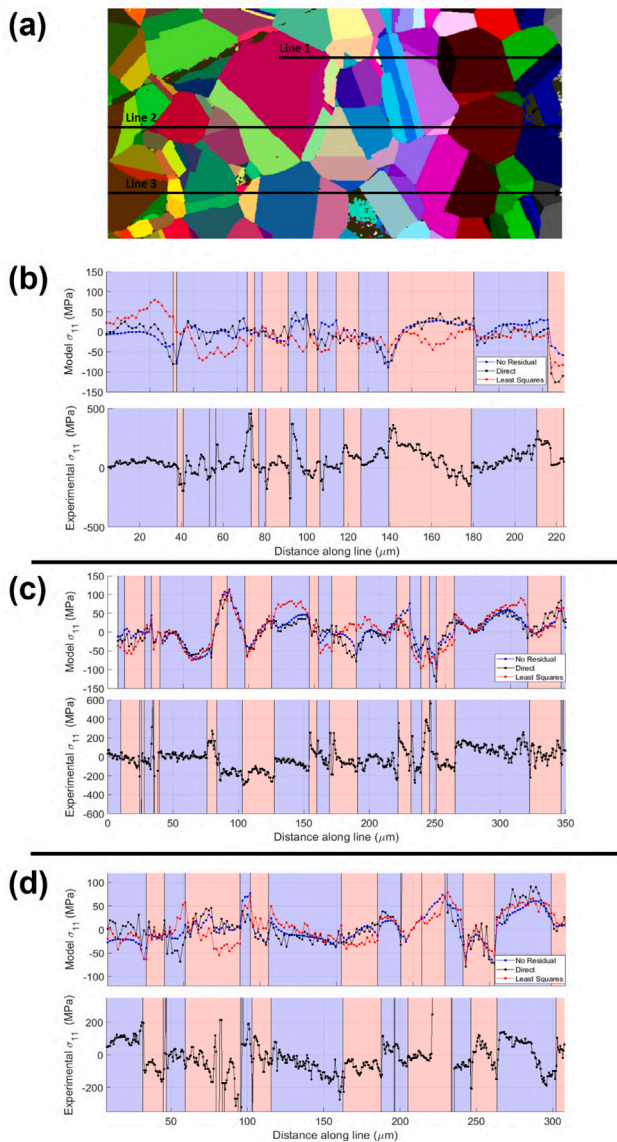 (a)
Line 1
Line 2
Line 3
(b)
Model σ11 (MPa)
150
100
50
0
-50
-100
-150
No Residual
Direct
Least Squares
Experimental σ11 (MPa)
500
0
-500
20 40 60 80 100 120 140 160 180 200 220
Distance along line (μm)
(c)
Model σ11 (MPa)
150
100
50
0
-50
-100
-150
No Residual
Direct
Least Squares
Experimental σ11 (MPa)
600
400
200
0
-200
-400
-600
0 50 100 150 200 250 300 350
Distance along line (μm)
(d)
Model σ11 (MPa)
100
50
0
-50
-100
No Residual
Direct
Least Squares
Experimental σ11 (MPa)
200
0
-200
50 100 150 200 250 300
Distance along line (μm)